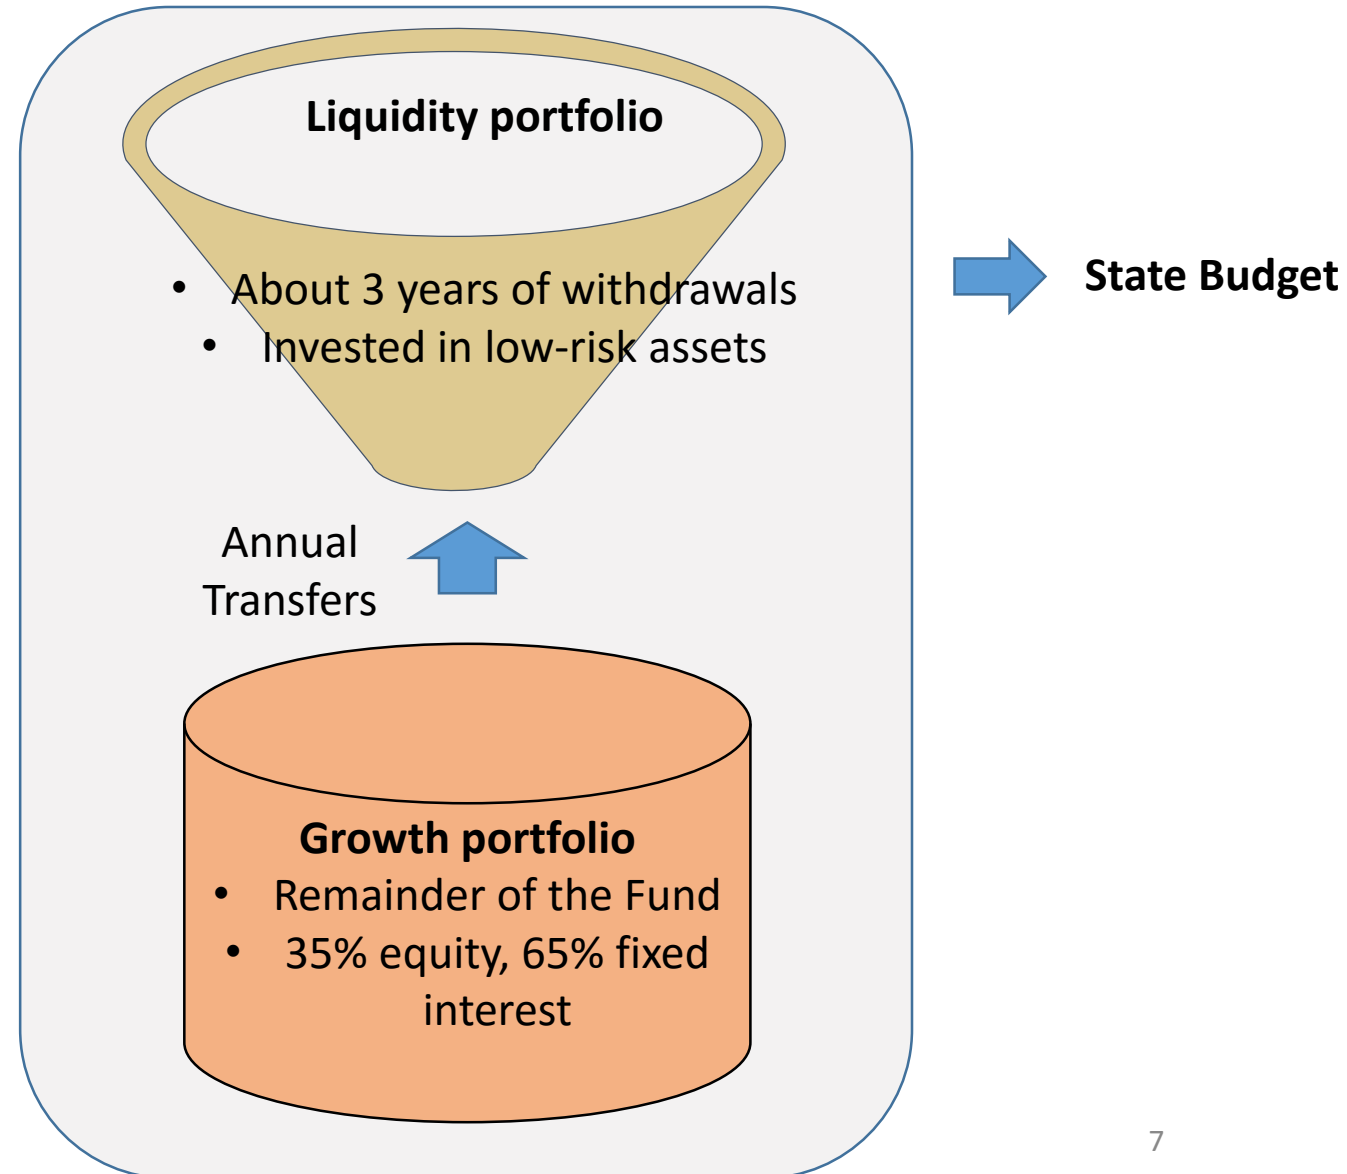 Liquidity portfolio
• About 3 years of withdrawals
• Invested in low-risk assets
State Budget
Annual
Transfers
Growth portfolio
• Remainder of the Fund
• 35% equity, 65% fixed
interest
7